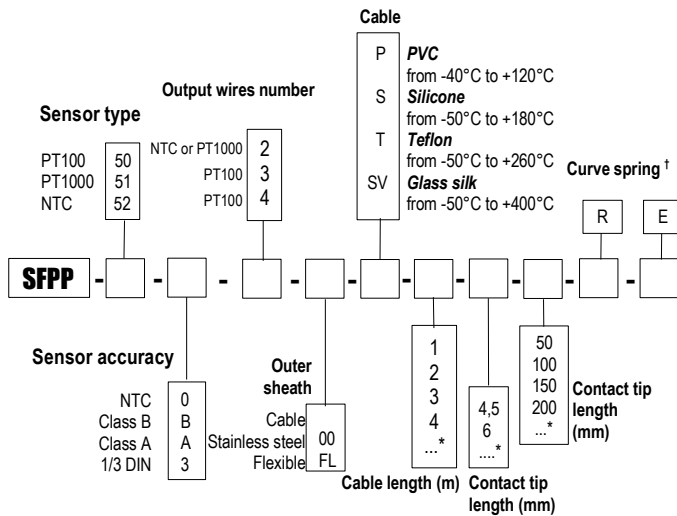 Cable
P PVC
from -40°C to +120°C
S Silicone
from -50°C to +180°C
T Teflon
from -50°C to +260°C
SV Glass silk
from -50°C to +400°C
Output wires number
NTC or PT1000 2
PT100 3
PT100 4
Sensor type
PT100 50
PT1000 51
NTC 52
Curve spring †
R E
SFPP - - - - - - - - -
Sensor accuracy
NTC 0
Class B B
Class A A
1/3 DIN 3
Outer
sheath
Cable
Stainless steel 00
Flexible FL
1
2
3
4
...*
Cable length (m)
4,5
6
....*
Contact tip
length (mm)
50
100
150
200
...*
Contact tip
length
(mm)